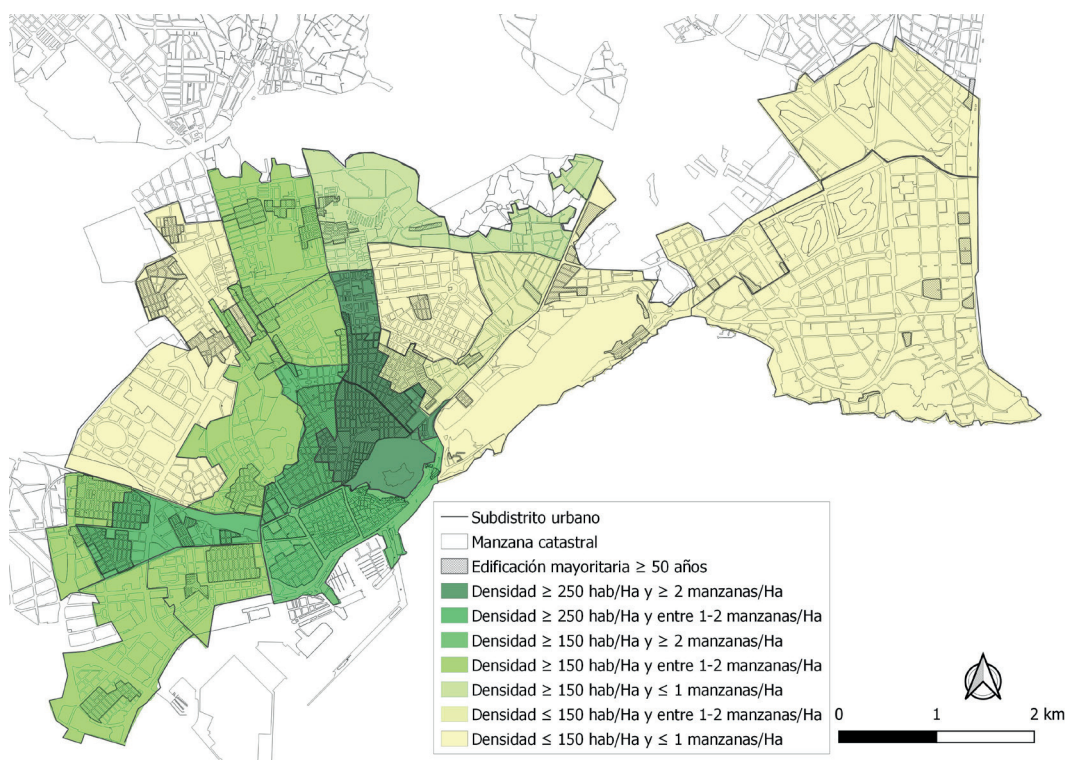 Subdistrito urbano
Manzana catastral
Edificación mayoritaria ≥ 50 años
Densidad ≥ 250 hab/Ha y ≥ 2 manzanas/Ha
Densidad ≥ 250 hab/Ha y entre 1-2 manzanas/Ha
Densidad ≥ 150 hab/Ha y ≥ 2 manzanas/Ha
Densidad ≥ 150 hab/Ha y entre 1-2 manzanas/Ha
Densidad ≥ 150 hab/Ha y ≤ 1 manzanas/Ha
Densidad ≤ 150 hab/Ha y entre 1-2 manzanas/Ha
Densidad ≤ 150 hab/Ha y ≤ 1 manzanas/Ha
0 1 2 km